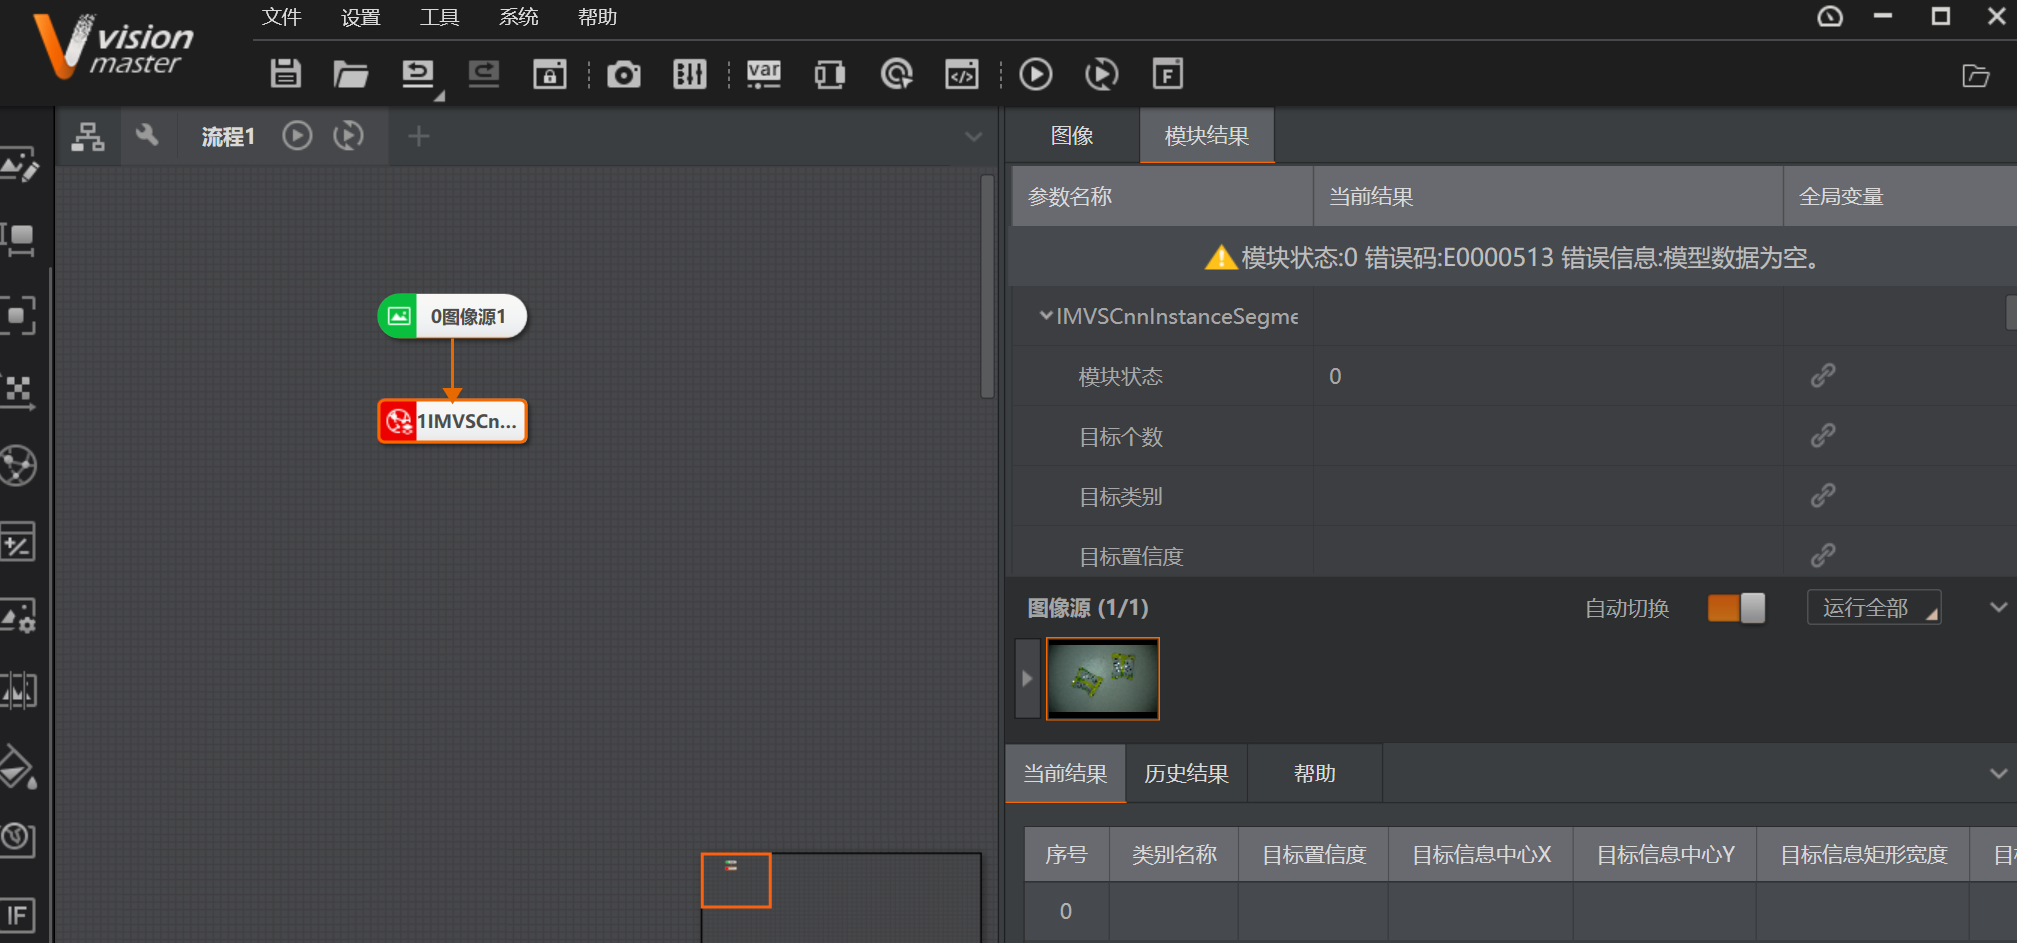 vision
master
文件 设置 工具 系统 帮助
var
F
流程1
图像 模块结果
参数名称 当前结果 全局变量
模块状态:0 错误码:E0000513 错误信息:模型数据为空。
0图像源1
IMVSCnnInstanceSegme
模块状态 0
1IMVSCn...
目标个数
目标类别
目标置信度
图像源 (1/1) 自动切换 运行全部
当前结果 历史结果 帮助
序号 类别名称 目标置信度 目标信息中心X 目标信息中心Y 目标信息矩形宽度
0
IF